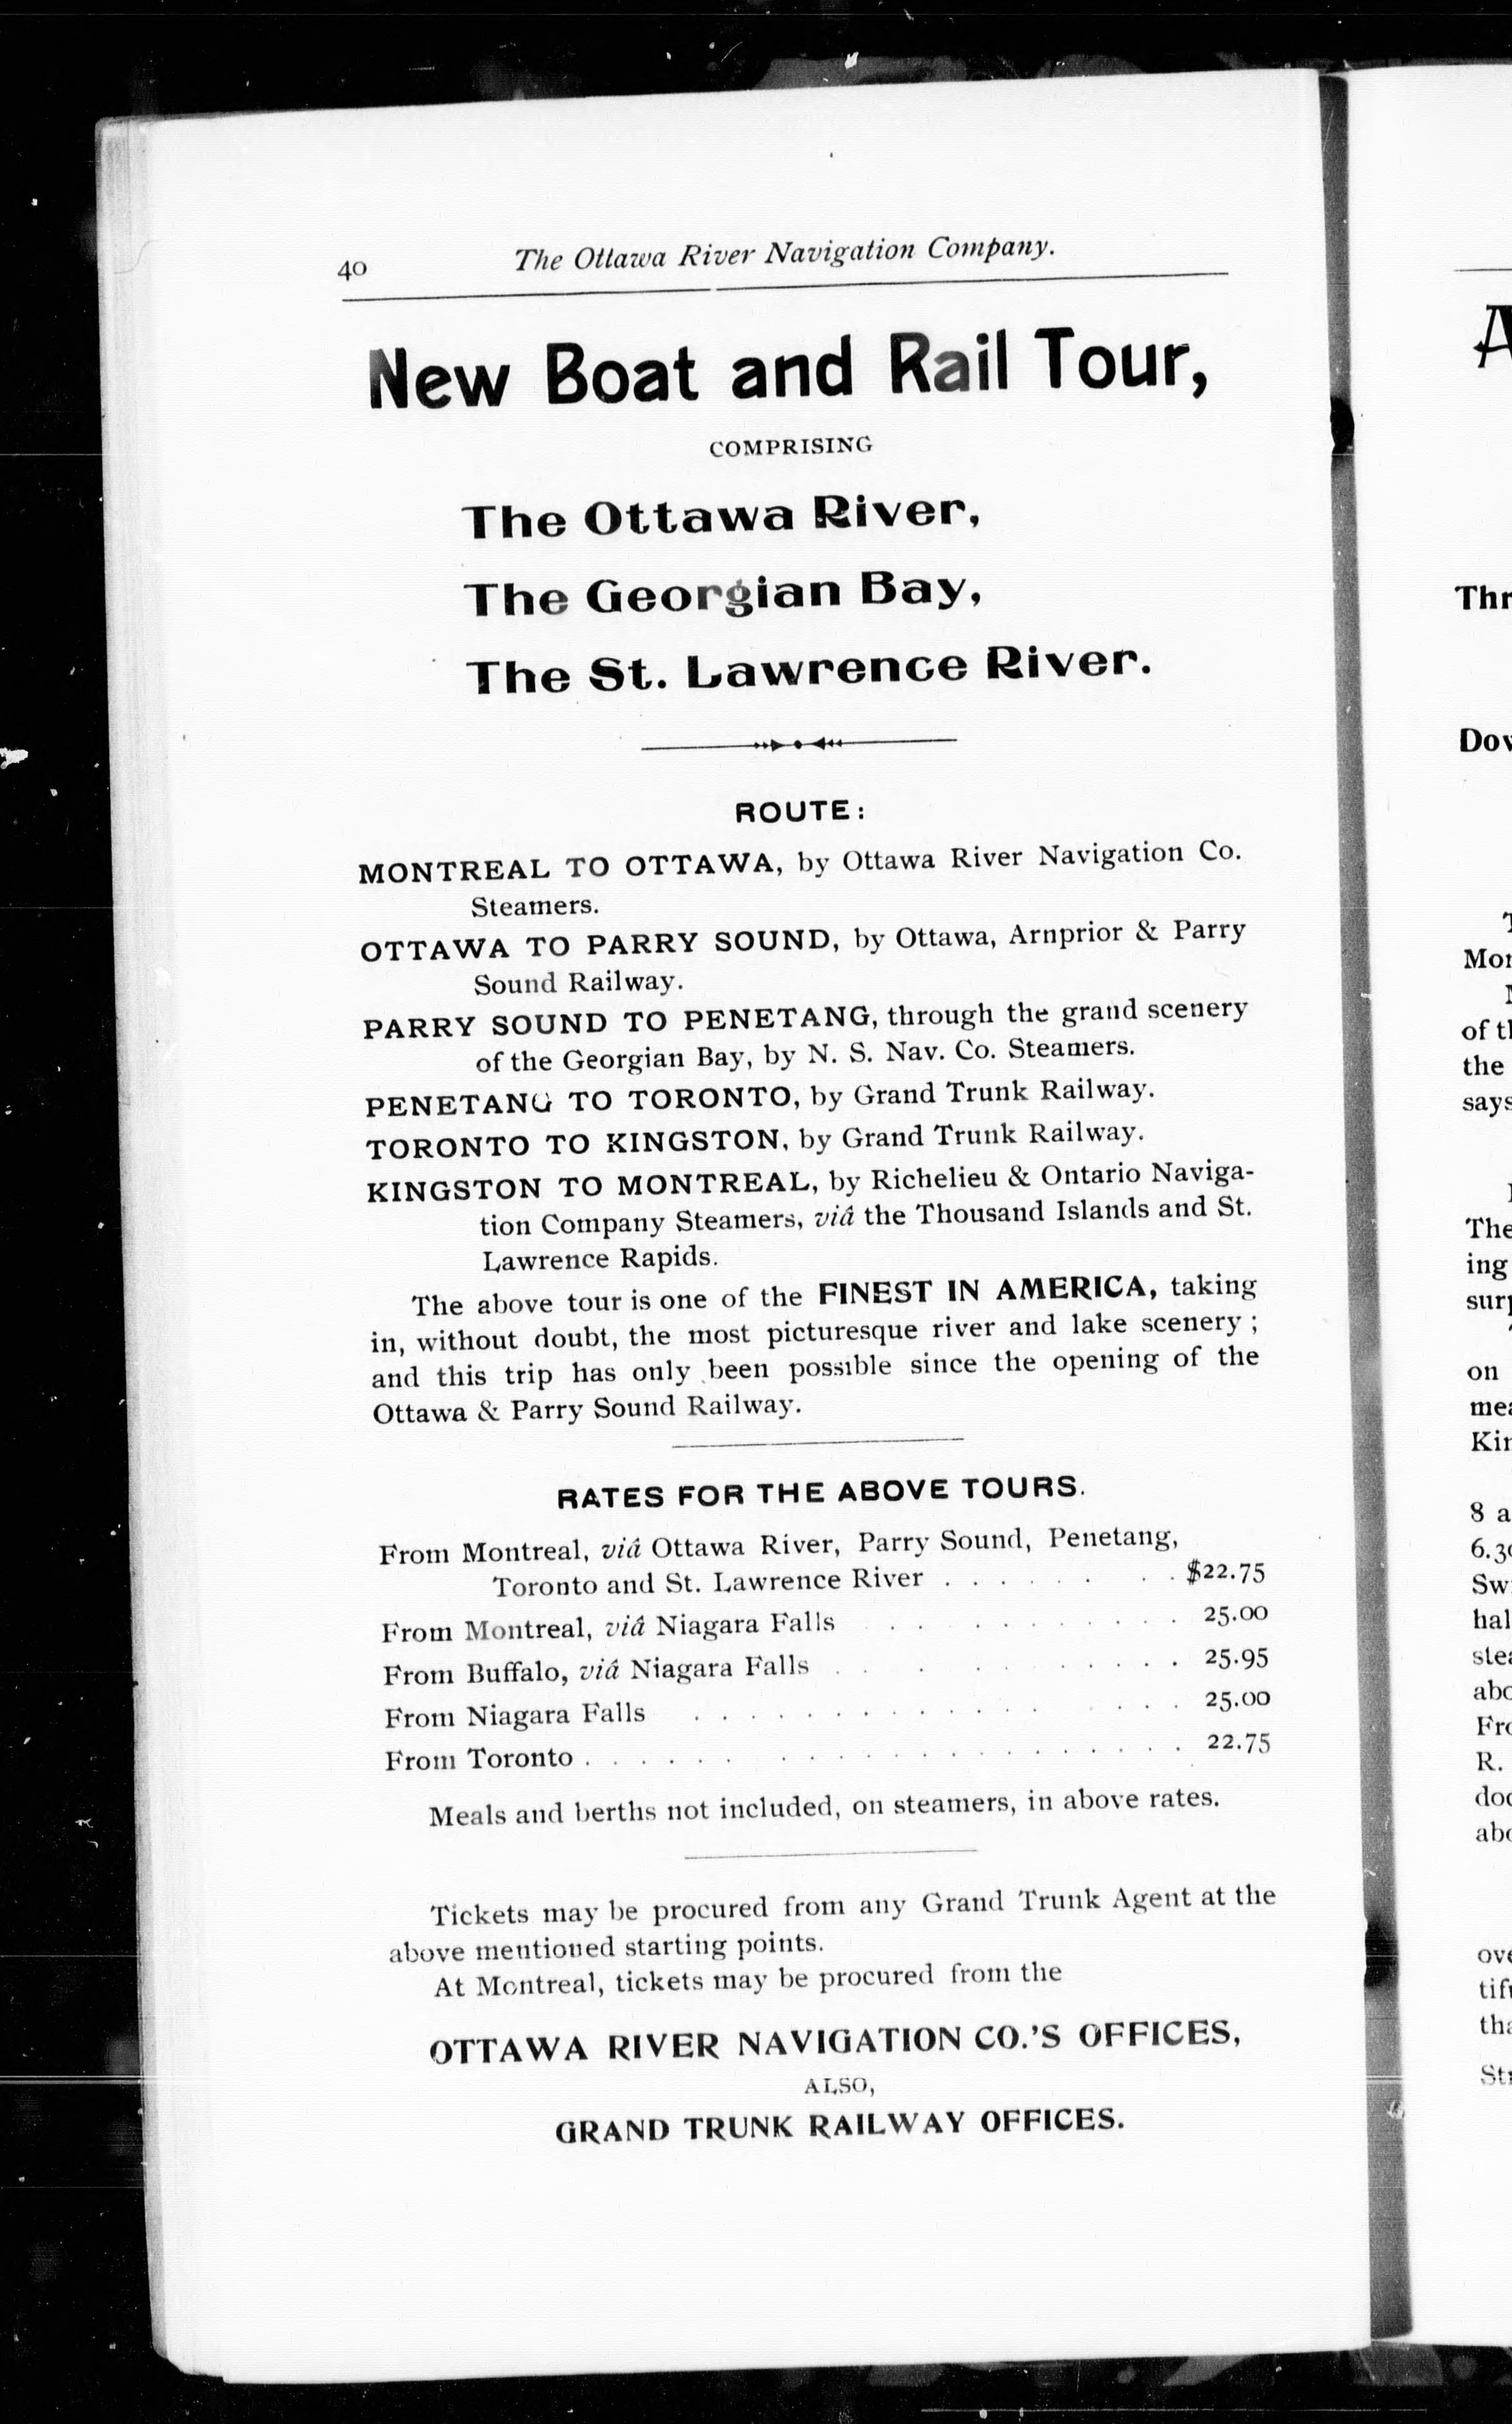 40 The Ottawa River Navigation Company.
New Boat and Rail Tour,
COMPRISING
The Ottawa River,
The Georgian Bay,
The St. Lawrence River.
ROUTE:
MONTREAL TO OTTAWA, by Ottawa River Navigation Co.
Steamers.
OTTAWA TO PARRY SOUND, by Ottawa, Arnprior & Parry
Sound Railway.
PARRY SOUND TO PENETANG, through the grand scenery
of the Georgian Bay, by N. S. Nav. Co. Steamers.
PENETANG TO TORONTO, by Grand Trunk Railway.
TORONTO TO KINGSTON, by Grand Trunk Railway.
KINGSTON TO MONTREAL, by Richelieu & Ontario Naviga-
tion Company Steamers, viâ the Thousand Islands and St.
Lawrence Rapids.
The above tour is one of the FINEST IN AMERICA, taking
in, without doubt, the most picturesque river and lake scenery ;
and this trip has only been possible since the opening of the
Ottawa & Parry Sound Railway.
RATES FOR THE ABOVE TOURS.
From Montreal, viâ Ottawa River, Parry Sound, Penetang,
Toronto and St. Lawrence River . . . . . . . . $22.75
From Montreal, viâ Niagara Falls . . . . . . . . . . 25.00
From Buffalo, viâ Niagara Falls . . . . . . . . . . . 25.95
From Niagara Falls . . . . . . . . . . . . . . . . 25.00
From Toronto . . . . . . . . . . . . . . . . . . . . 22.75
Meals and berths not included, on steamers, in above rates.
Tickets may be procured from any Grand Trunk Agent at the
above mentioned starting points.
At Montreal, tickets may be procured from the
OTTAWA RIVER NAVIGATION CO.'S OFFICES,
ALSO,
GRAND TRUNK RAILWAY OFFICES.